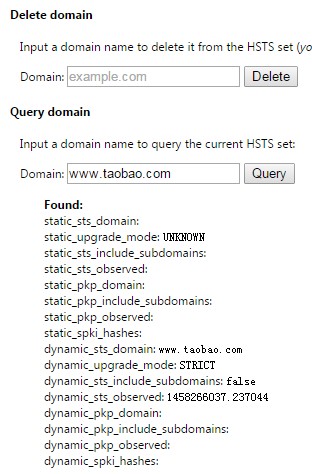 Delete domain
Input a domain name to delete it from the HSTS set (yo
Domain: example.com Delete
Query domain
Input a domain name to query the current HSTS set:
Domain: www.taobao.com Query
Found:
static_sts_domain:
static_upgrade_mode: UNKNOWN
static_sts_include_subdomains:
static_sts_observed:
static_pkp_domain:
static_pkp_include_subdomains:
static_pkp_observed:
static_spki_hashes:
dynamic_sts_domain: www.taobao.com
dynamic_upgrade_mode: STRICT
dynamic_sts_include_subdomains: false
dynamic_sts_observed: 1458266037.237044
dynamic_pkp_domain:
dynamic_pkp_include_subdomains:
dynamic_pkp_observed:
dynamic_spki_hashes: